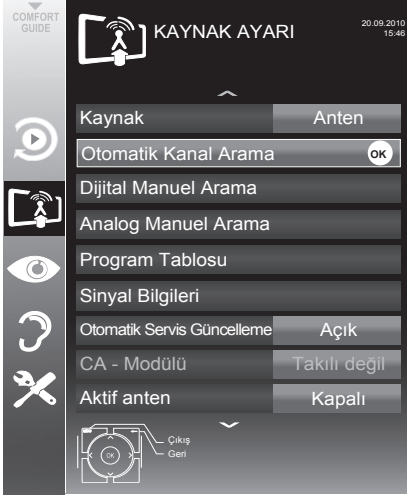 COMFORT
GUIDE
KAYNAK AYARI
20.09.2010
15:46
Kaynak Anten
Otomatik Kanal Arama OK
Dijital Manuel Arama
Analog Manuel Arama
Program Tablosu
Sinyal Bilgileri
Otomatik Servis Güncelleme Açık
CA - Modülü Takılı değil
Aktif anten Kapalı
Çıkış
OK
Geri